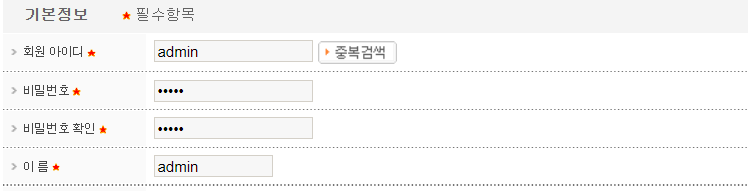 기본정보 ★ 필수항목
회원 아이디 ★ admin 중복검색
비밀번호 ★ •••••
비밀번호 확인 ★ •••••
이 름 ★ admin